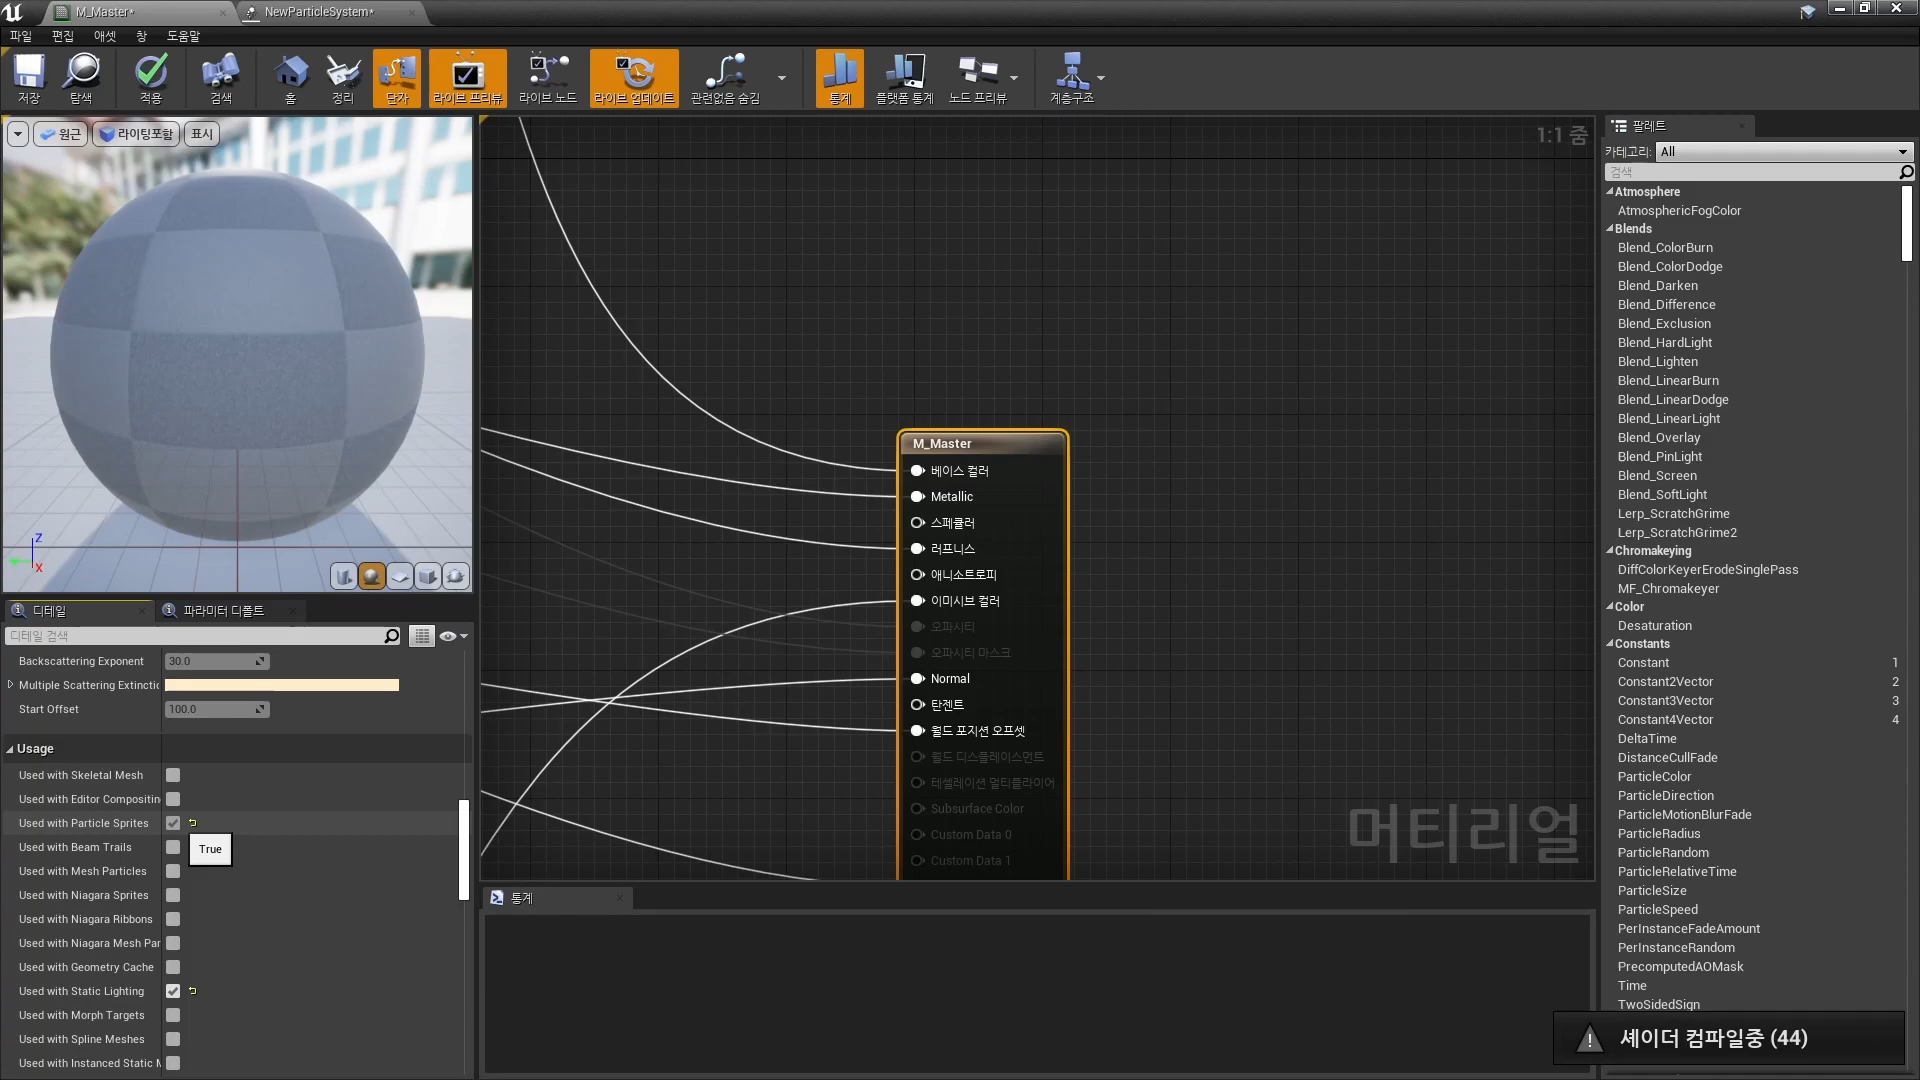 M_Master*
NewParticleSystem*
파일 편집 애셋 창 도움말
저장
탐색
적용
검색
홈
정리
단자
라이브 프리뷰
라이브 노드
라이브 업데이트
관련없음 숨김
통계
플랫폼 통계
노드 프리뷰
계층구조
원근
라이팅포함
표시
Z
X
디테일
파라미터 디폴트
디테일 검색
Backscattering Exponent 30.0
Multiple Scattering Extinctic
Start Offset 100.0
Usage
Used with Skeletal Mesh
Used with Editor Compositin
Used with Particle Sprites
Used with Beam Trails
True
Used with Mesh Particles
Used with Niagara Sprites
Used with Niagara Ribbons
Used with Niagara Mesh Par
Used with Geometry Cache
Used with Static Lighting
Used with Morph Targets
Used with Spline Meshes
Used with Instanced Static M
1:1 줌
M_Master
베이스 컬러
Metallic
스페큘러
러프니스
애니소트로피
이미시브 컬러
오파시티
오파시티 마스크
Normal
탄젠트
월드 포지션 오프셋
월드 디스플레이스먼트
테셀레이션 멀티플라이어
Subsurface Color
Custom Data 0
Custom Data 1
머티리얼
통계
팔레트
카테고리: All
검색
Atmosphere
AtmosphericFogColor
Blends
Blend_ColorBurn
Blend_ColorDodge
Blend_Darken
Blend_Difference
Blend_Exclusion
Blend_HardLight
Blend_Lighten
Blend_LinearBurn
Blend_LinearDodge
Blend_LinearLight
Blend_Overlay
Blend_PinLight
Blend_Screen
Blend_SoftLight
Lerp_ScratchGrime
Lerp_ScratchGrime2
Chromakeying
DiffColorKeyerErodeSinglePass
MF_Chromakeyer
Color
Desaturation
Constants
Constant 1
Constant2Vector 2
Constant3Vector 3
Constant4Vector 4
DeltaTime
DistanceCullFade
ParticleColor
ParticleDirection
ParticleMotionBlurFade
ParticleRadius
ParticleRandom
ParticleRelativeTime
ParticleSize
ParticleSpeed
PerInstanceFadeAmount
PerInstanceRandom
PrecomputedAOMask
Time
TwoSidedSign
셰이더 컴파일중 (44)